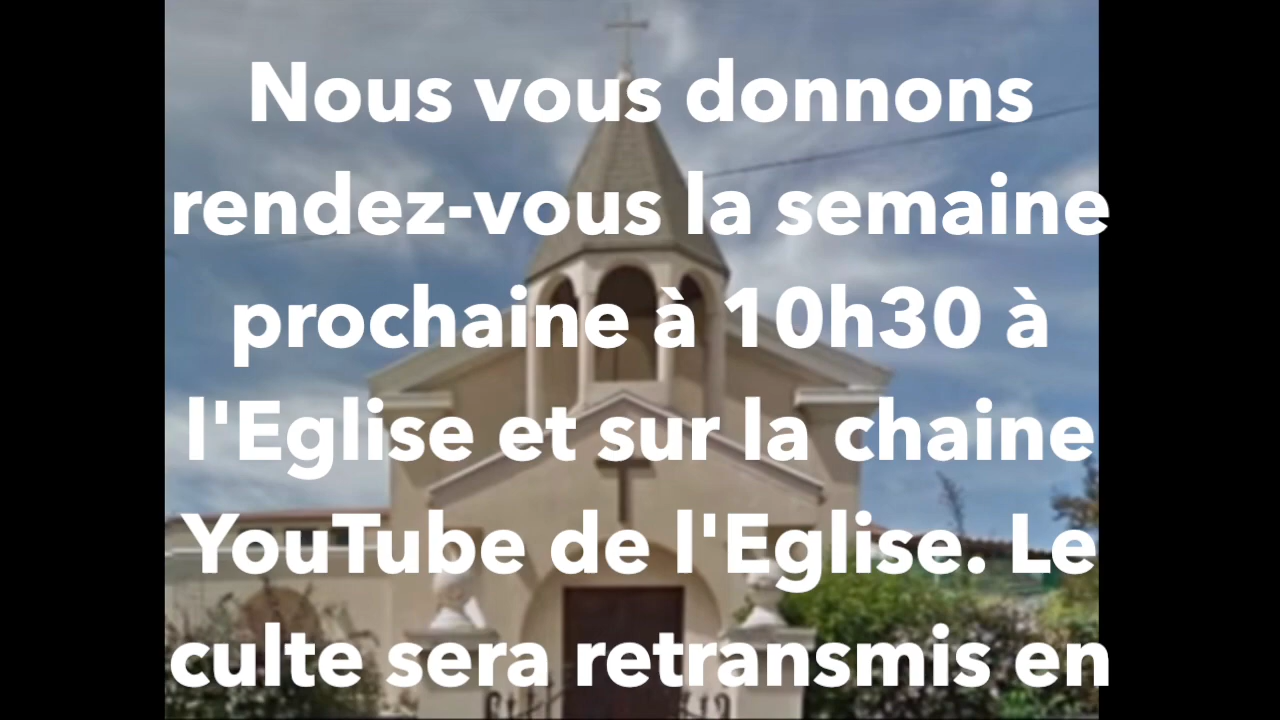 Nous vous donnons
rendez-vous la semaine
prochaine à 10h30 à
l'Eglise et sur la chaine
YouTube de l'Eglise. Le
culte sera retransmis en